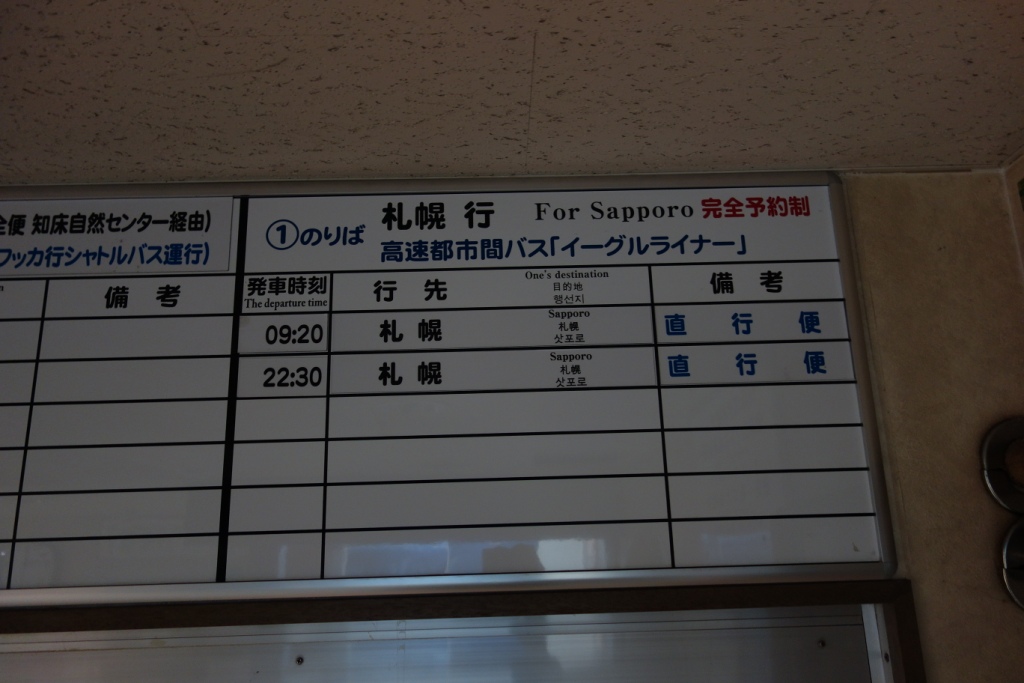 全便 知床自然センター経由)
フッカ行シャトルバス運行)
備考
①のりば
札幌 行 For Sapporo 完全予約制
高速都市間バス「イーグルライナー」
発車時刻
The departure time
行先
One's destination
目的地
행선지
備考
09:20
札幌
Sapporo
札幌
삿포로
直行便
22:30
札幌
Sapporo
札幌
삿포로
直行便